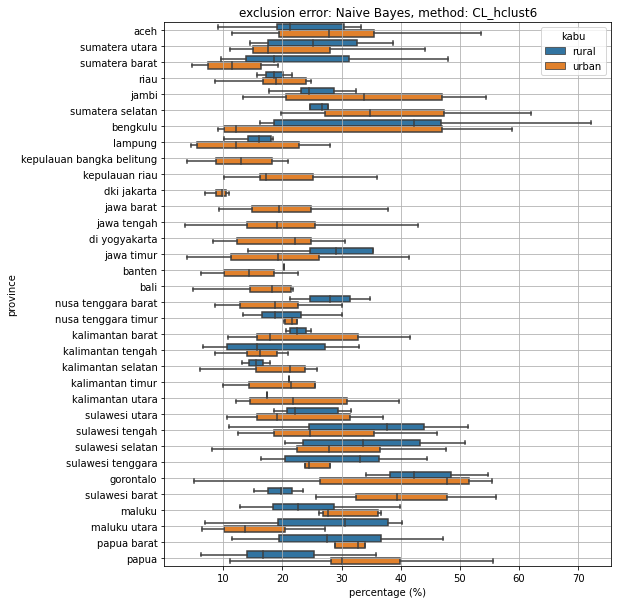 exclusion error: Naive Bayes, method: CL_hclust6
kabu
rural
urban
province
aceh
sumatera utara
sumatera barat
riau
jambi
sumatera selatan
bengkulu
lampung
kepulauan bangka belitung
kepulauan riau
dki jakarta
jawa barat
jawa tengah
di yogyakarta
jawa timur
banten
bali
nusa tenggara barat
nusa tenggara timur
kalimantan barat
kalimantan tengah
kalimantan selatan
kalimantan timur
kalimantan utara
sulawesi utara
sulawesi tengah
sulawesi selatan
sulawesi tenggara
gorontalo
sulawesi barat
maluku
maluku utara
papua barat
papua
10 20 30 40 50 60 70
percentage (%)